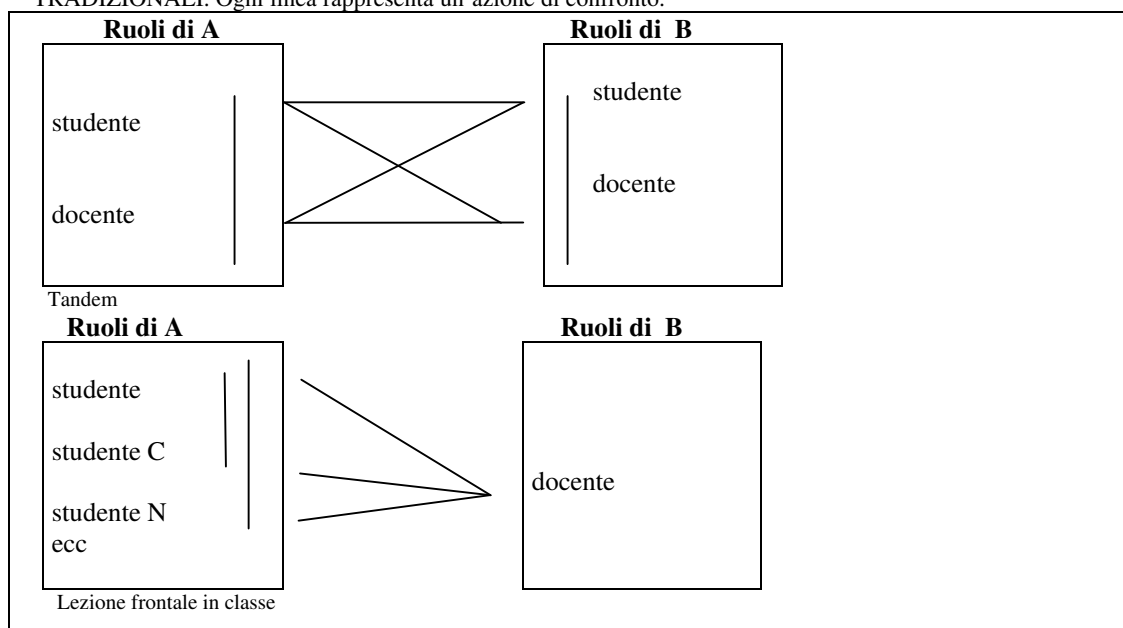 TRADIZIONALI. Ogni linea rappresenta un'azione di confronto.
Ruoli di A Ruoli di B
studente studente
docente docente
Tandem
Ruoli di A Ruoli di B
studente
studente C
docente
studente N
ecc
Lezione frontale in classe